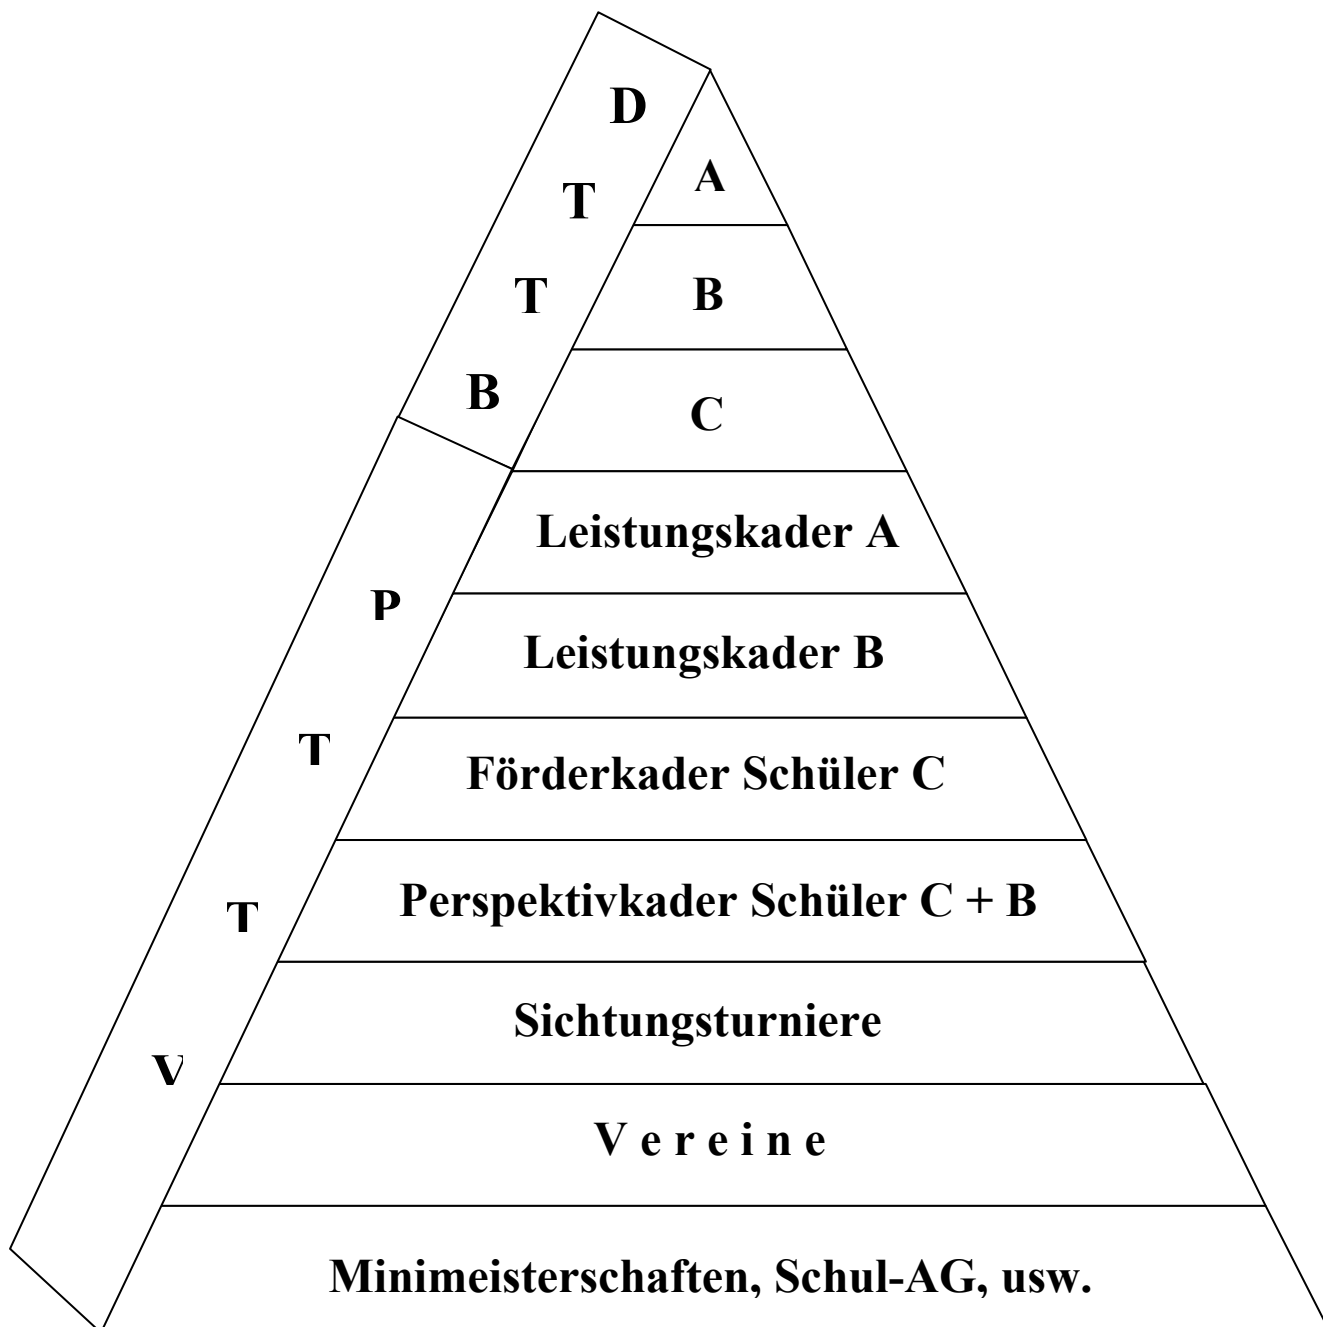 D
T
T
B
P
T
T
V
A
B
C
Leistungskader A
Leistungskader B
Förderkader Schüler C
Perspektivkader Schüler C + B
Sichtungsturniere
V e r e i n e
Minimeisterschaften, Schul-AG, usw.